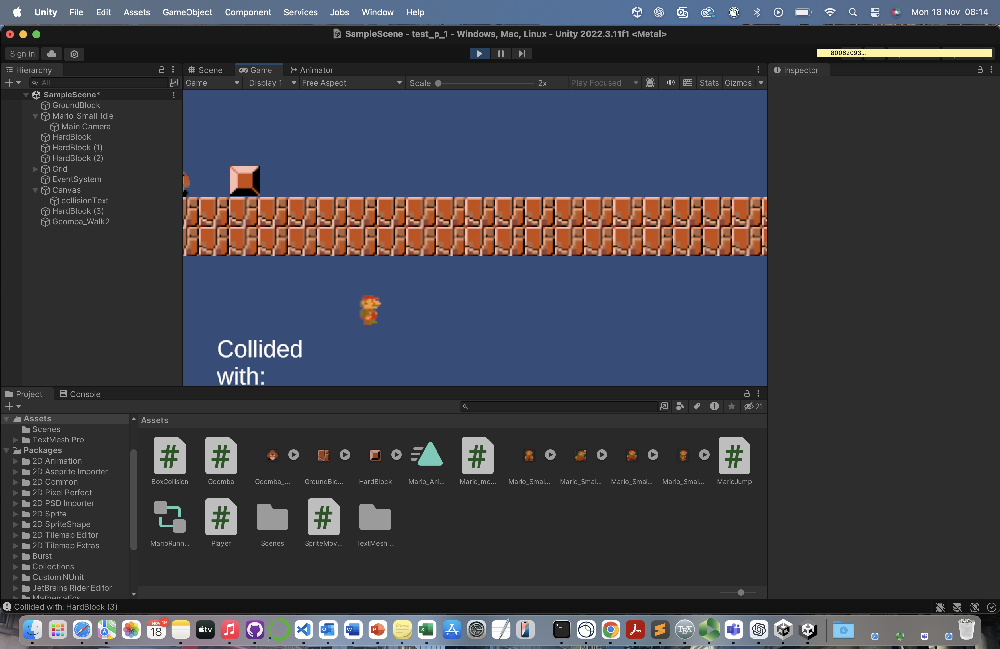 Unity File Edit Assets GameObject Component Services Jobs Window Help Mon 18 Nov 08:14
SampleScene - test_p_1 - Windows, Mac, Linux - Unity 2022.3.11f1 <Metal>
Sign in
80062093...
Hierarchy
Scene Game Animator
Inspector
All
Game Display 1 Free Aspect Scale 2x Play Focused Stats Gizmos
SampleScene*
GroundBlock
Mario_Small_Idle
Main Camera
HardBlock
HardBlock (1)
HardBlock (2)
Grid
EventSystem
Canvas
collisionText
HardBlock (3)
Goomba_Walk2
Collided
with:
Project Console
21
Assets
Scenes
TextMesh Pro
Packages
2D Animation
2D Aseprite Importer
2D Common
2D Pixel Perfect
2D PSD Importer
2D Sprite
2D SpriteShape
2D Tilemap Editor
2D Tilemap Extras
Burst
Collections
Custom NUnit
JetBrains Rider Editor
Mathematics
Assets
BoxCollision Goomba Goomba_... GroundBlo... HardBlock Mario_Ani... Mario_mo... Mario_Smal... Mario_Smal... Mario_Smal... Mario_Smal... MarioJump
MarioRunn... Player Scenes SpriteMov... TextMesh ...
Collided with: HardBlock (3)
NOV 19
18
tv
TEX